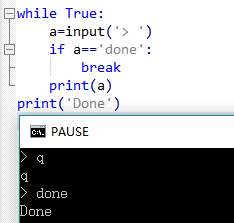 while True:
    a=input('> ')
    if a=='done':
        break
    print(a)
print('Done')
C:\. PAUSE
> q
q
> done
Done